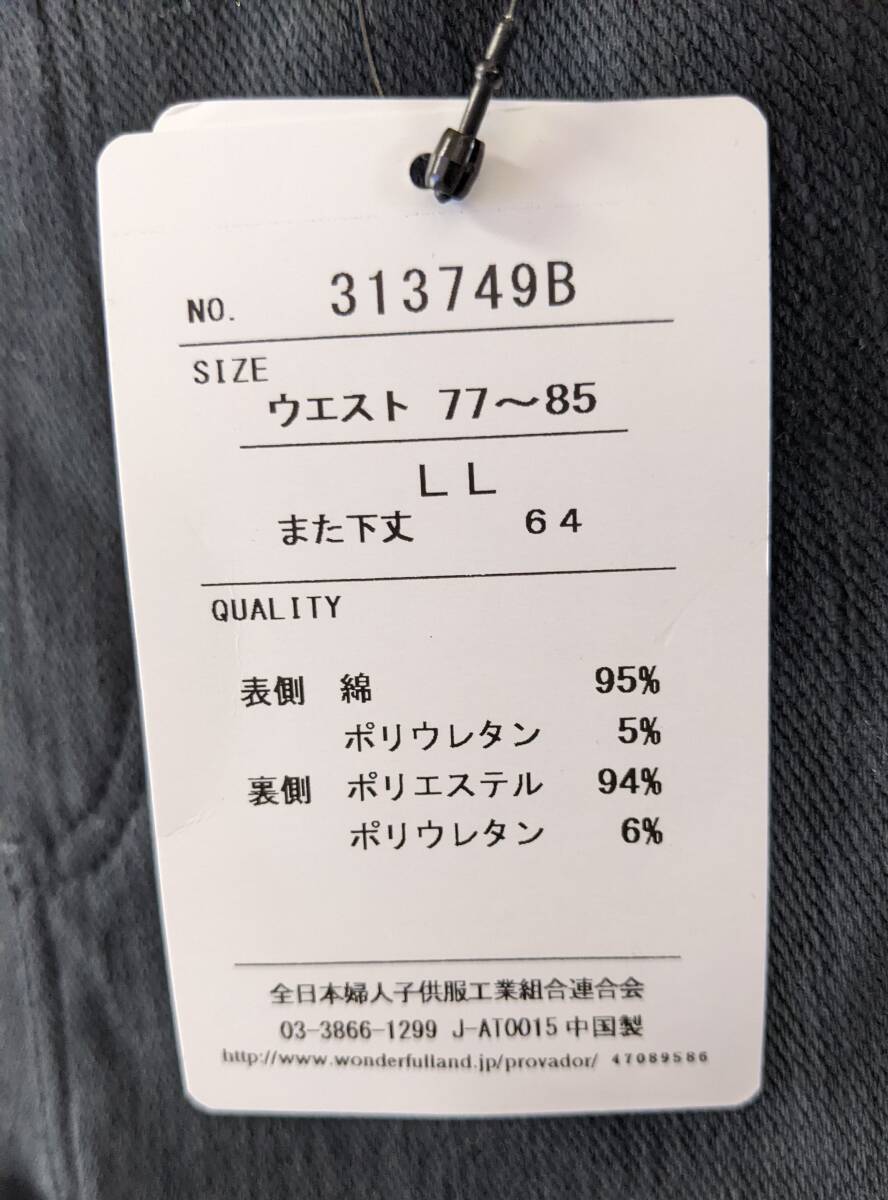 NO. 313749B
SIZE
ウエスト 77～85
LL
また下丈 64
QUALITY
表側 綿 95%
ポリウレタン 5%
裏側 ポリエステル 94%
ポリウレタン 6%
全日本婦人子供服工業組合連合会
03-3866-1299 J-AT0015 中国製
http://www.wonderfulland.jp/provador/ 47089586